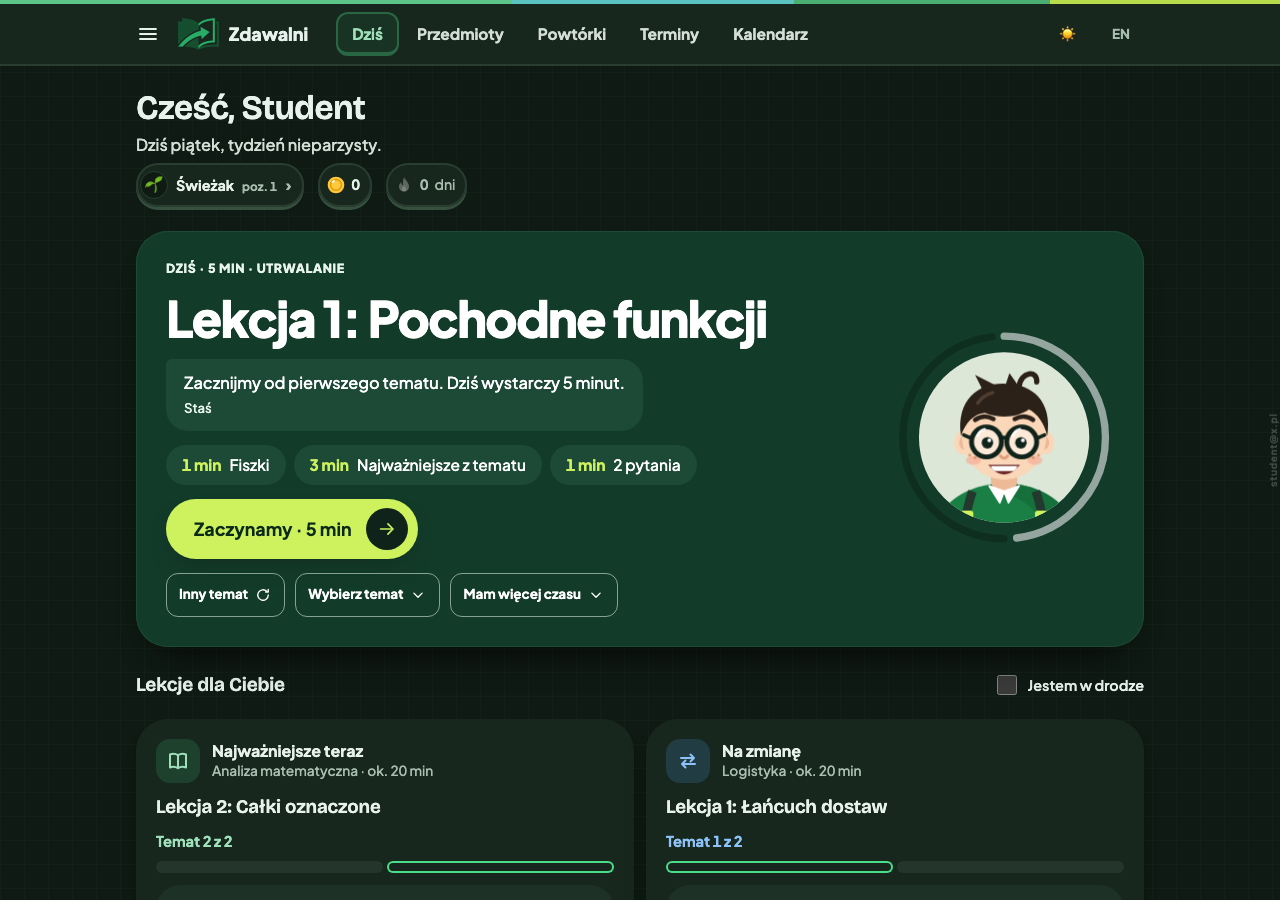 Zdawalni
Dziś
Przedmioty
Powtórki
Terminy
Kalendarz
EN
Cześć, Student
Dziś piątek, tydzień nieparzysty.
Świeżak poz. 1 ›
0
0 dni
DZIŚ · 5 MIN · UTRWALANIE
Lekcja 1: Pochodne funkcji
Zacznijmy od pierwszego tematu. Dziś wystarczy 5 minut.
Staś
1 min Fiszki
3 min Najważniejsze z tematu
1 min 2 pytania
Zaczynamy · 5 min
Inny temat
Wybierz temat
Mam więcej czasu
student@x.pl
Lekcje dla Ciebie
Jestem w drodze
Najważniejsze teraz
Analiza matematyczna · ok. 20 min
Lekcja 2: Całki oznaczone
Temat 2 z 2
Na zmianę
Logistyka · ok. 20 min
Lekcja 1: Łańcuch dostaw
Temat 1 z 2